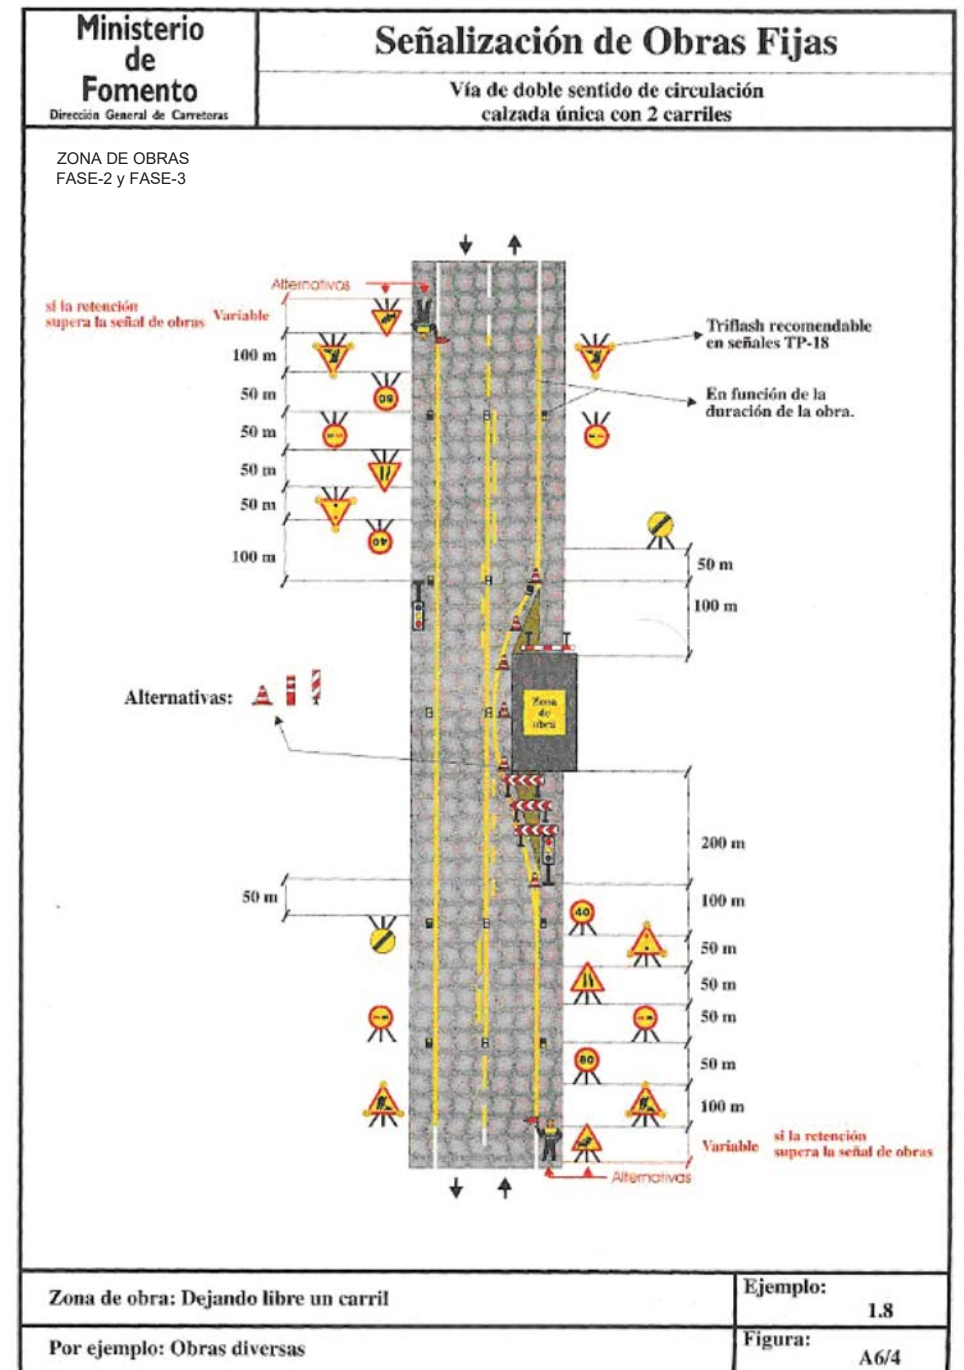 Ministerio
de
Fomento
Dirección General de Carreteras
Señalización de Obras Fijas
Vía de doble sentido de circulación
calzada única con 2 carriles
ZONA DE OBRAS
FASE-2 y FASE-3
Alternativas
si la retención
supera la señal de obras
Variable
100 m
50 m
50 m
50 m
50 m
100 m
80
40
Triflash recomendable
en señales TP-18
En función de la
duración de la obra.
50 m
100 m
Alternativas:
Zona
de
obra
200 m
50 m
100 m
40
50 m
50 m
50 m
80
50 m
100 m
Variable
si la retención
supera la señal de obras
Alternativas
Zona de obra: Dejando libre un carril
Ejemplo:
1.8
Por ejemplo: Obras diversas
Figura:
A6/4